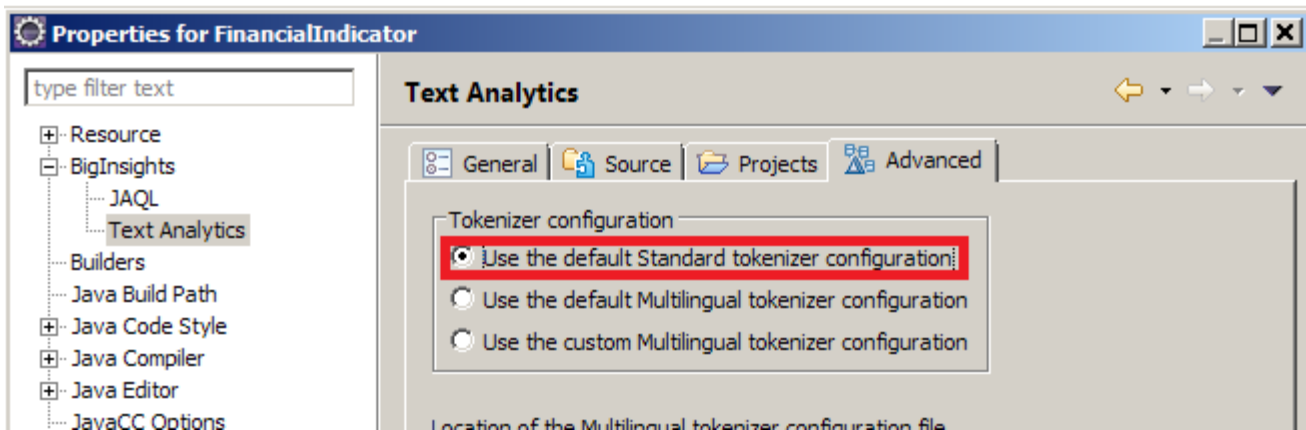 Properties for FinancialIndicator
type filter text
Resource
BigInsights
JAQL
Text Analytics
Builders
Java Build Path
Java Code Style
Java Compiler
Java Editor
JavaCC Options
Text Analytics
General Source Projects Advanced
Tokenizer configuration
Use the default Standard tokenizer configuration
Use the default Multilingual tokenizer configuration
Use the custom Multilingual tokenizer configuration
Location of the Multilingual tokenizer configuration file